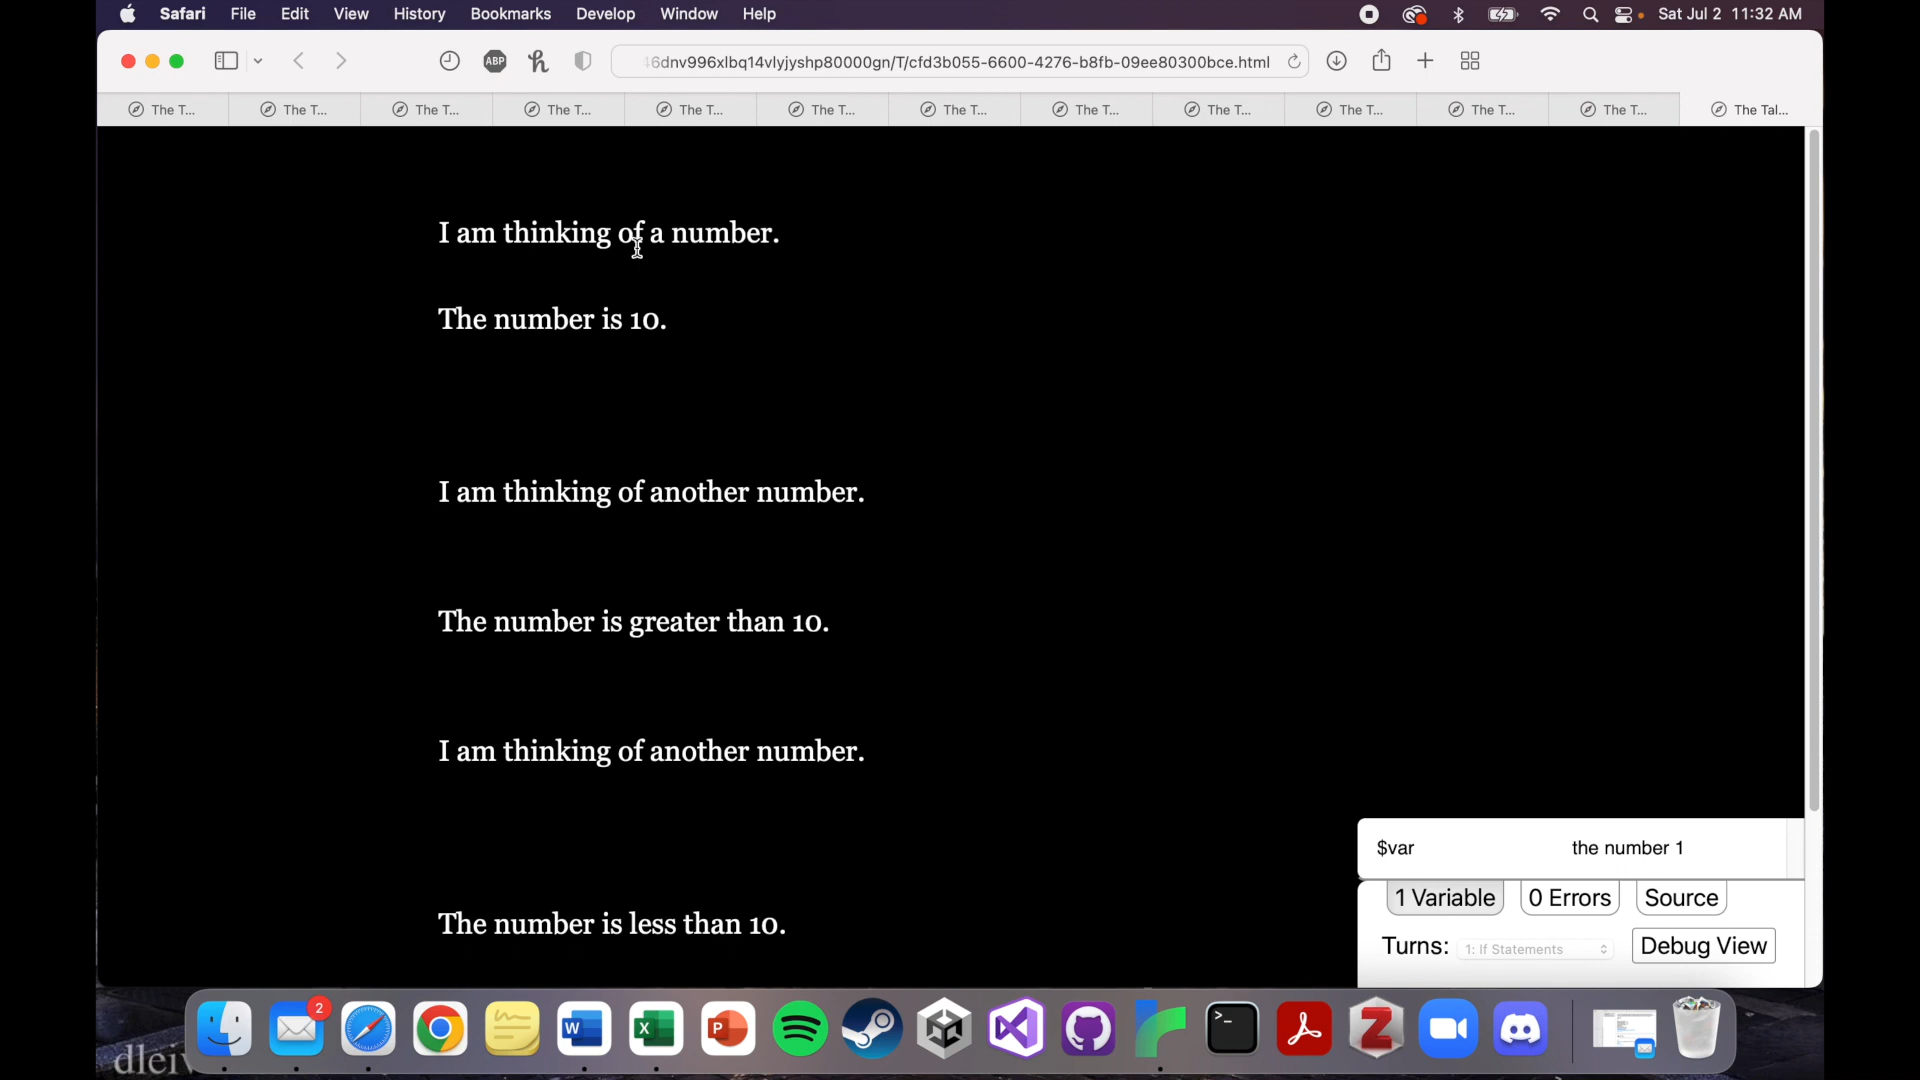 Safari File Edit View History Bookmarks Develop Window Help Sat Jul 2 11:32 AM
ABP 6dnv996xlbq14vlyjyshp80000gn/T/cfd3b055-6600-4276-b8fb-09ee80300bce.html
The T... The T... The T... The T... The T... The T... The T... The T... The T... The T... The T... The T... The Tal...
I am thinking of a number.
The number is 10.
I am thinking of another number.
The number is greater than 10.
I am thinking of another number.
The number is less than 10.
$var the number 1
1 Variable 0 Errors Source
Turns: 1: If Statements Debug View
2
W X P >_ Z